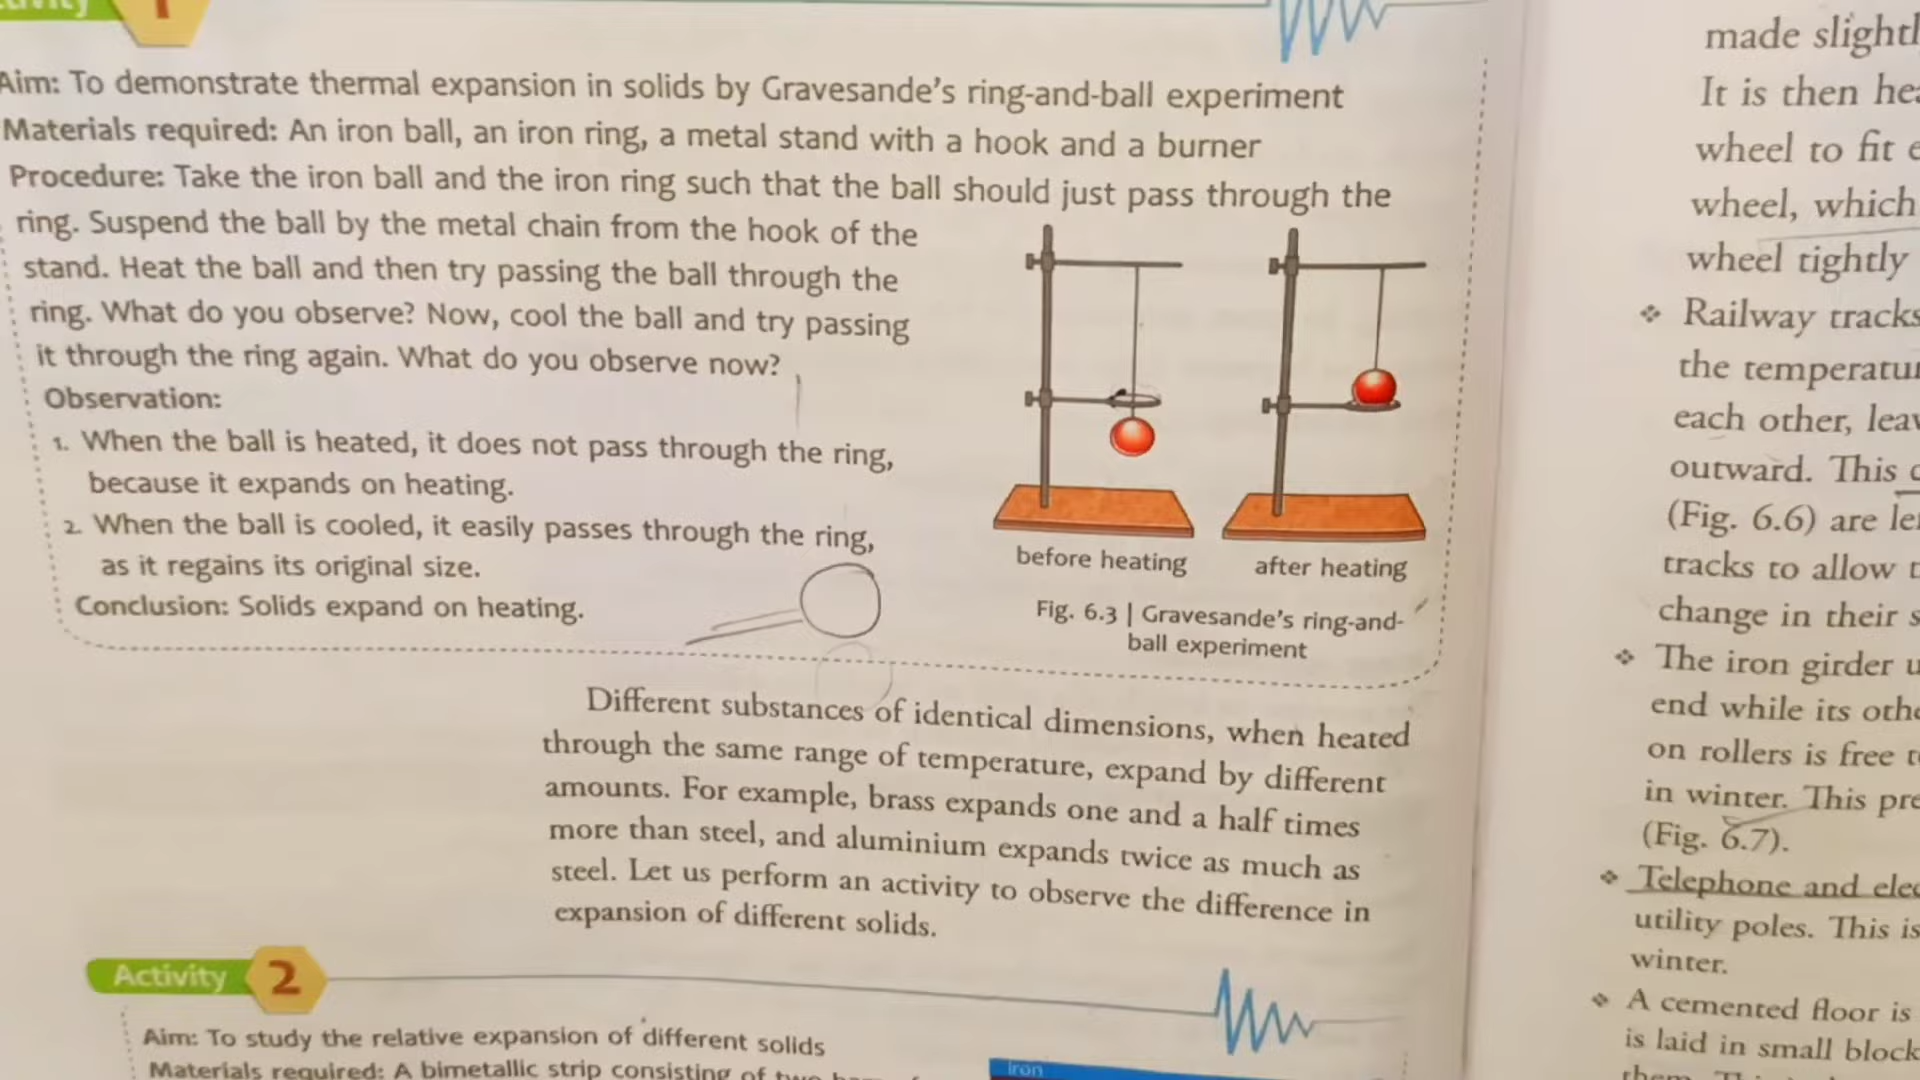 1
Aim: To demonstrate thermal expansion in solids by Gravesande's ring-and-ball experiment
Materials required: An iron ball, an iron ring, a metal stand with a hook and a burner
Procedure: Take the iron ball and the iron ring such that the ball should just pass through the
ring. Suspend the ball by the metal chain from the hook of the
stand. Heat the ball and then try passing the ball through the
ring. What do you observe? Now, cool the ball and try passing
it through the ring again. What do you observe now?
Observation:
1. When the ball is heated, it does not pass through the ring,
because it expands on heating.
2. When the ball is cooled, it easily passes through the ring,
as it regains its original size.
Conclusion: Solids expand on heating.
before heating
after heating
Fig. 6.3 | Gravesande's ring-and-
ball experiment
Different substances of identical dimensions, when heated
through the same range of temperature, expand by different
amounts. For example, brass expands one and a half times
more than steel, and aluminium expands twice as much as
steel. Let us perform an activity to observe the difference in
expansion of different solids.
Activity 2
Aim: To study the relative expansion of different solids
Materials required: A bimetallic strip consisting of two
Iron
made
It is then
wheel to fit
wheel, which
wheel tightly
❖ Railway tracks
the
each other,
outward. This
(Fig. 6.6) are
tracks to allow
change in their
❖ The iron girder
end while its
on rollers is free
in winter. This
(Fig. 6.7).
❖ Telephone and
utility poles. This is
winter.
❖ A cemented floor is
is laid in small